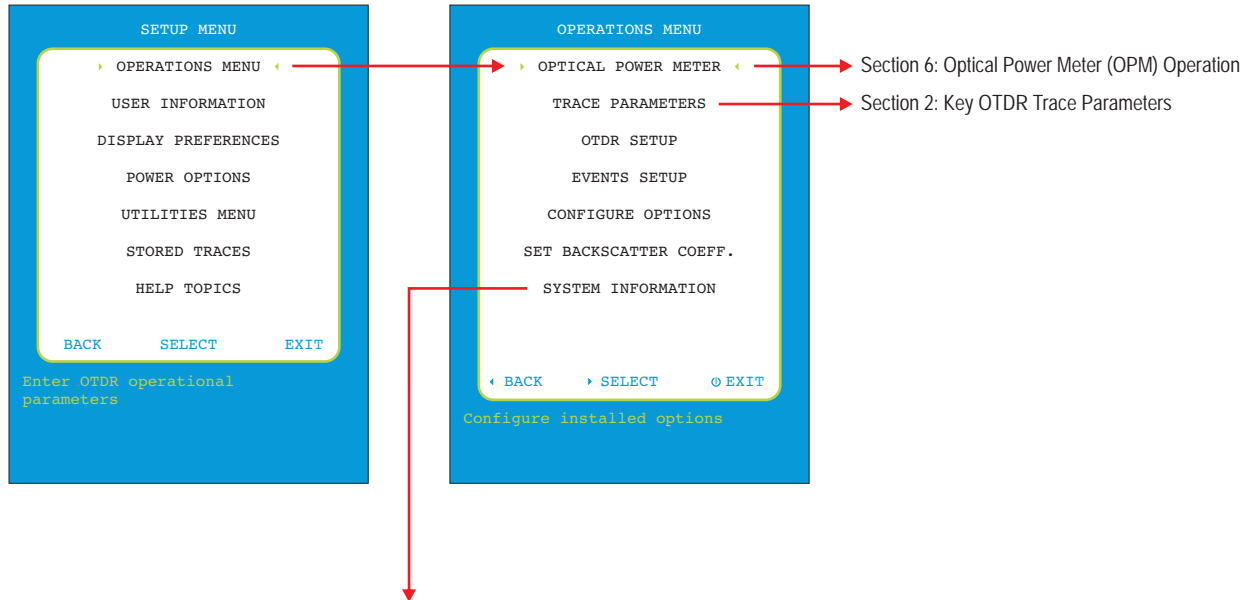 SETUP MENU
OPERATIONS MENU
USER INFORMATION
DISPLAY PREFERENCES
POWER OPTIONS
UTILITIES MENU
STORED TRACES
HELP TOPICS
BACK SELECT EXIT
Enter OTDR operational
parameters
OPERATIONS MENU
OPTICAL POWER METER
TRACE PARAMETERS
OTDR SETUP
EVENTS SETUP
CONFIGURE OPTIONS
SET BACKSCATTER COEFF.
SYSTEM INFORMATION
BACK SELECT EXIT
Configure installed options
Section 6: Optical Power Meter (OPM) Operation
Section 2: Key OTDR Trace Parameters